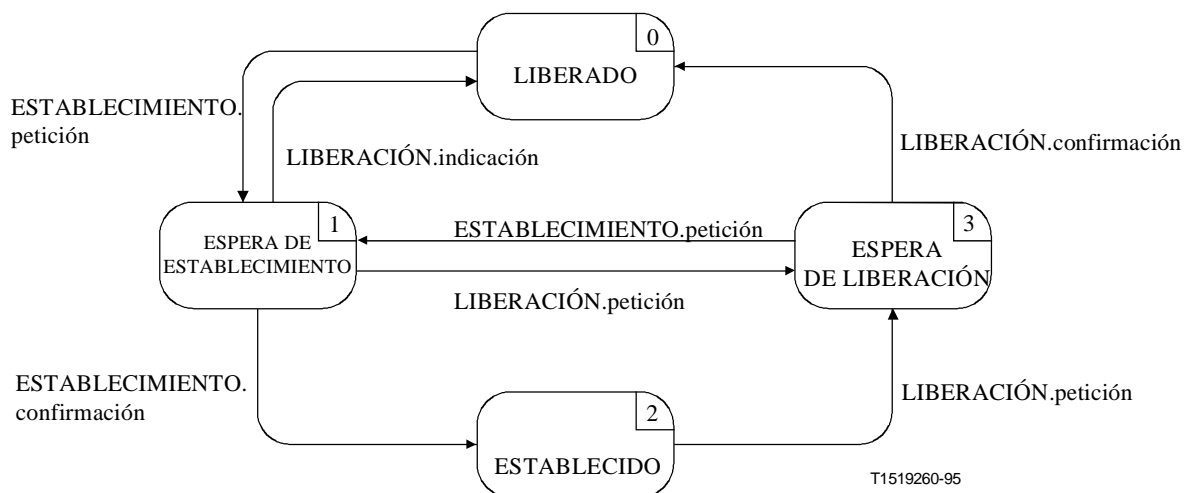 0
LIBERADO
ESTABLECIMIENTO.
petición
LIBERACIÓN.indicación
LIBERACIÓN.confirmación
1
ESPERA DE
ESTABLECIMIENTO
ESTABLECIMIENTO.petición
3
ESPERA
DE LIBERACIÓN
LIBERACIÓN.petición
ESTABLECIMIENTO.
confirmación
2
ESTABLECIDO
LIBERACIÓN.petición
T1519260-95